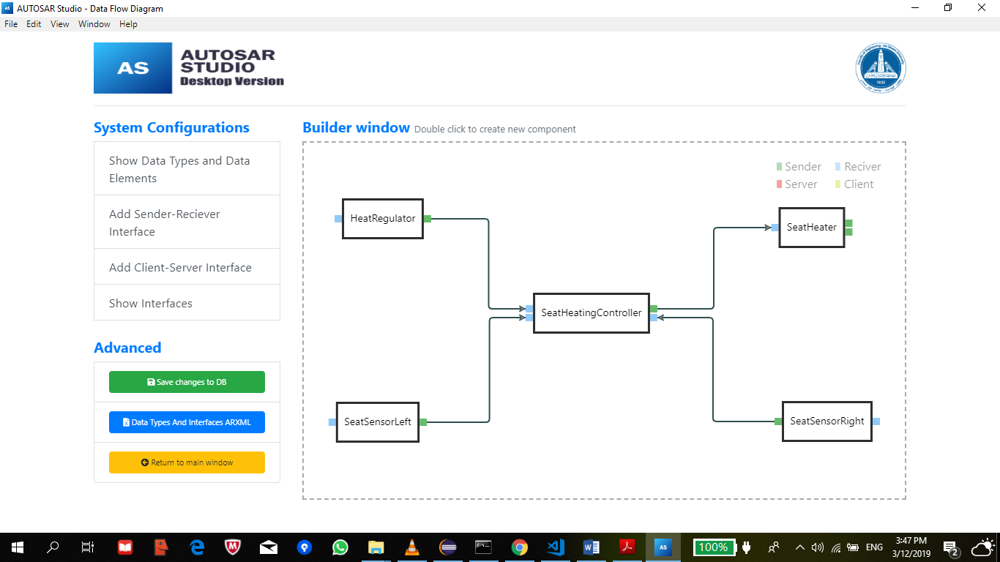 AUTOSAR Studio - Data Flow Diagram
File Edit View Window Help
AS
AUTOSAR
STUDIO
Desktop Version
1839
System Configurations
Show Data Types and Data
Elements
Add Sender-Reciever
Interface
Add Client-Server Interface
Show Interfaces
Advanced
Save changes to DB
Data Types And Interfaces ARXML
Return to main window
Builder window Double click to create new component
Sender Reciver
Server Client
HeatRegulator
SeatHeater
SeatHeatingController
SeatSensorLeft
SeatSensorRight
AS
100%
ENG
3:47 PM
3/12/2019
2